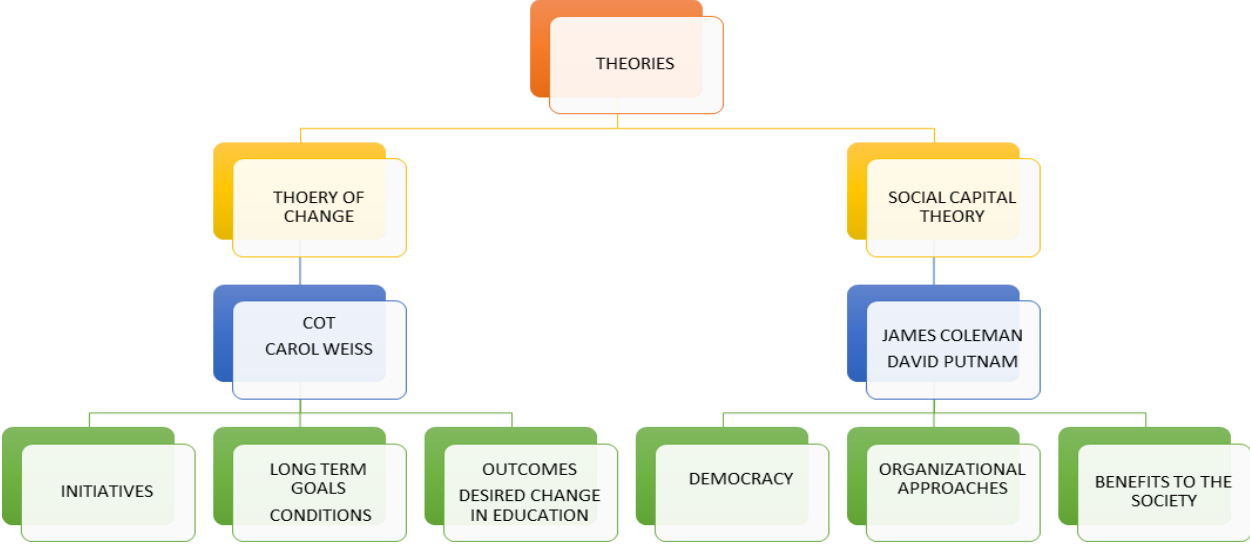 THEORIES
THOERY OF
CHANGE
SOCIAL CAPITAL
THEORY
COT
CAROL WEISS
JAMES COLEMAN
DAVID PUTNAM
INITIATIVES
LONG TERM
GOALS
CONDITIONS
OUTCOMES
DESIRED CHANGE
IN EDUCATION
DEMOCRACY
ORGANIZATIONAL
APPROACHES
BENEFITS TO THE
SOCIETY